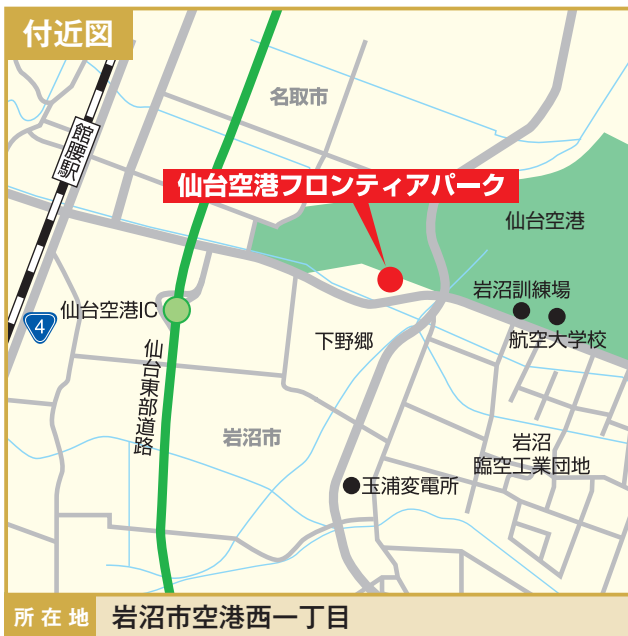 付近図
名取市
館腰駅
仙台空港フロンティアパーク
仙台空港
仙台空港IC
4
岩沼訓練場
航空大学校
下野郷
仙台東部道路
岩沼市
岩沼
臨空工業団地
玉浦変電所
所在地 岩沼市空港西一丁目